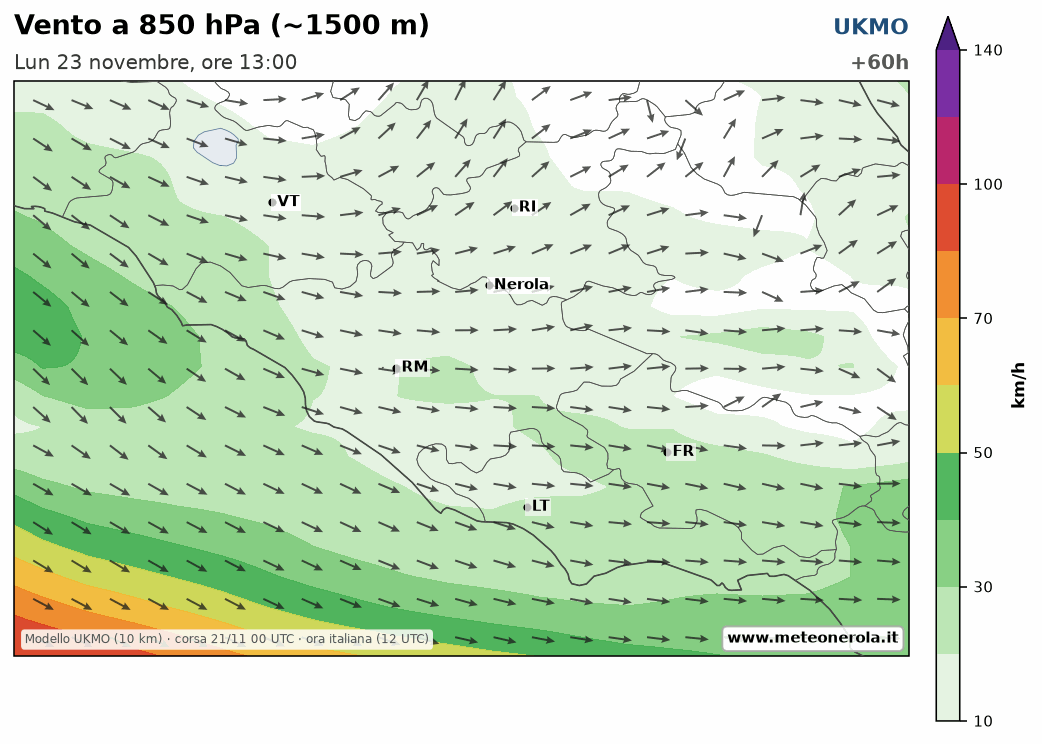 Vento a 850 hPa (~1500 m)
UKMO
Lun 23 novembre, ore 13:00
+60h
VT
RI
Nerola
RM
FR
LT
Modello UKMO (10 km) · corsa 21/11 00 UTC · ora italiana (12 UTC)
www.meteonerola.it
140
100
70
50
30
10
km/h